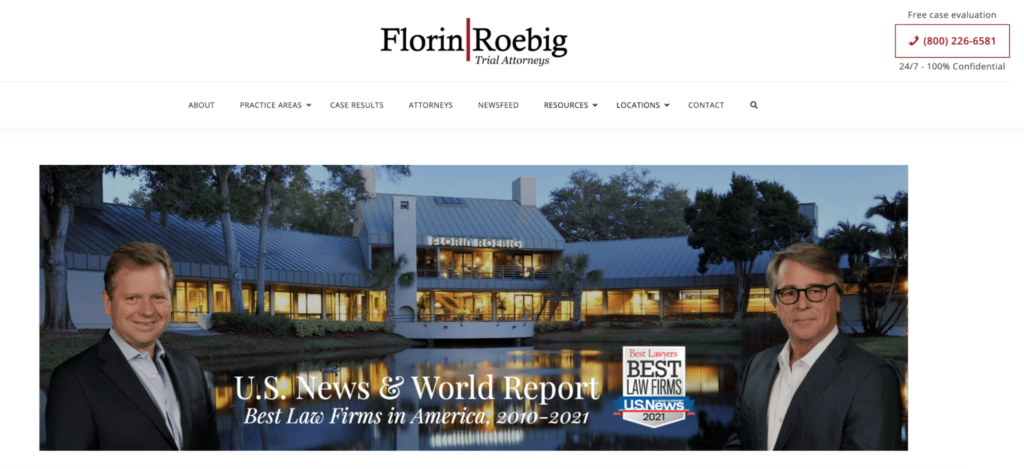 Free case evaluation
Florin|Roebig
Trial Attorneys
(800) 226-6581
24/7 - 100% Confidential
ABOUT PRACTICE AREAS CASE RESULTS ATTORNEYS NEWSFEED RESOURCES LOCATIONS CONTACT
FLORIN ROEBIG
U.S. News & World Report
Best Law Firms in America, 2010-2021
Best Lawyers
BEST
LAW FIRMS
U.S.News
2021